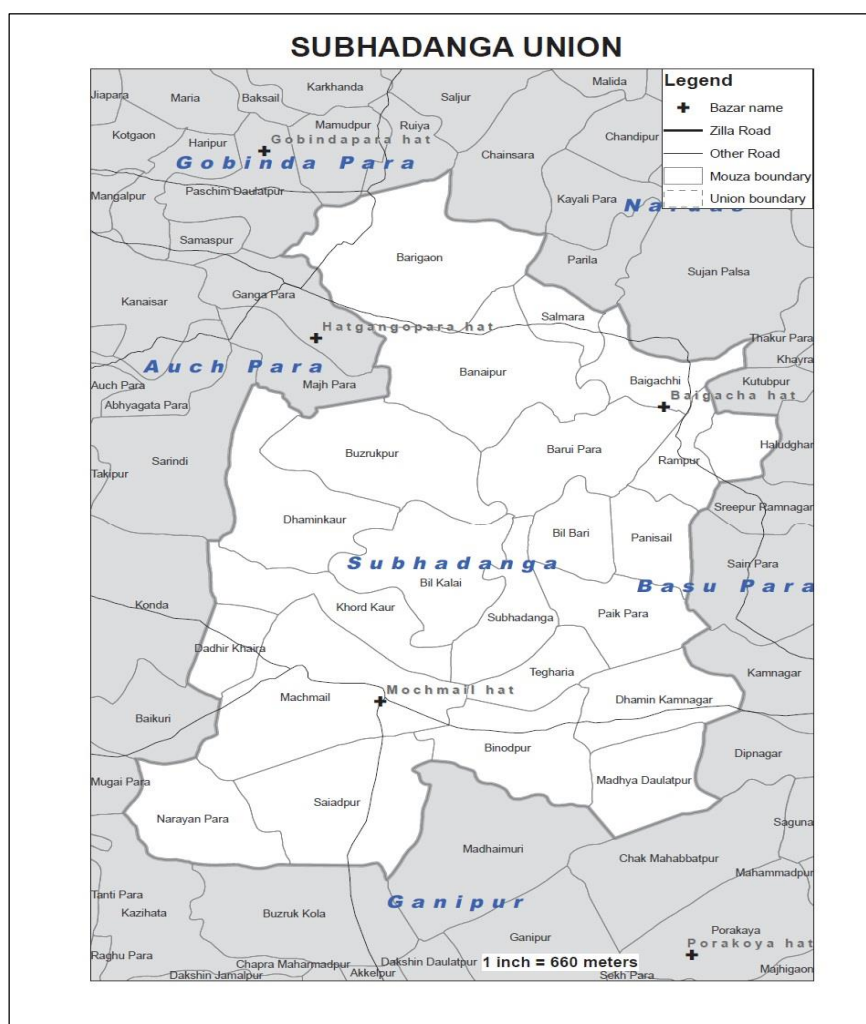 SUBHADANGA UNION
Legend
Bazar name
Zilla Road
Other Road
Mouza boundary
Union boundary
Jiapara
Maria
Baksail
Karkhanda
Saljur
Malida
Kotgaon
Haripur
Mamudpur
Ruiya
Gobindapara hat
Chandipur
Gobinda Para
Chainsara
Paschim Daulatpur
Mangalpur
Kayali Para
Samaspur
Barigaon
Parila
Sujan Palsa
Kanaisar
Ganga Para
Salmara
Hatgangopara hat
Thakur Para
Auch Para
Khayra
Banaipur
Baigachhi
Kutubpur
Auch Para
Majh Para
Baigacha hat
Abhyagata Para
Haludghar
Buzrukpur
Barui Para
Rampur
Sarindi
Takipur
Sreepur Ramnagar
Dhaminkaur
Bil Bari
Panisail
Subhadanga
Sain Para
Bil Kalai
Basu Para
Konda
Khord Kaur
Subhadanga
Paik Para
Dadhir Khaira
Tegharia
Kamnagar
Machmail
Mochmail hat
Dhamin Kamnagar
Baikuri
Binodpur
Dipnagar
Mugai Para
Madhya Daulatpur
Saiadpur
Narayan Para
Saguna
Madhaimuri
Chak Mahabbatpur
Mahammadpur
Tanti Para
Kazihata
Buzruk Kola
Ganipur
Porakaya
Ganipur
Porakoya hat
Raghu Para
Chapra Maharmadpur
Dakshin Daulatpur
1 inch = 660 meters
Dakshin Jamalpur
Akkelpur
Sekh Para
Majhigaon